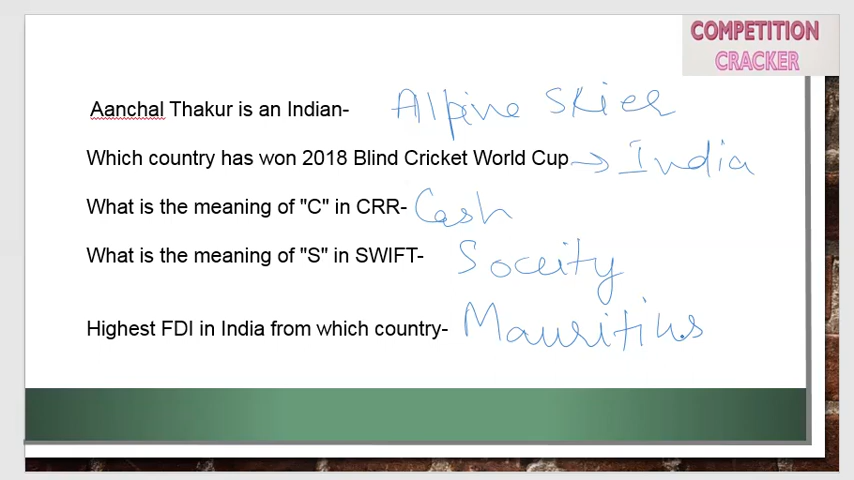 COMPETITION
CRACKER
Aanchal Thakur is an Indian- Alpine Skier
Which country has won 2018 Blind Cricket World Cup → India
What is the meaning of "C" in CRR- Cash
What is the meaning of "S" in SWIFT- Soceity
Highest FDI in India from which country- Mauritius